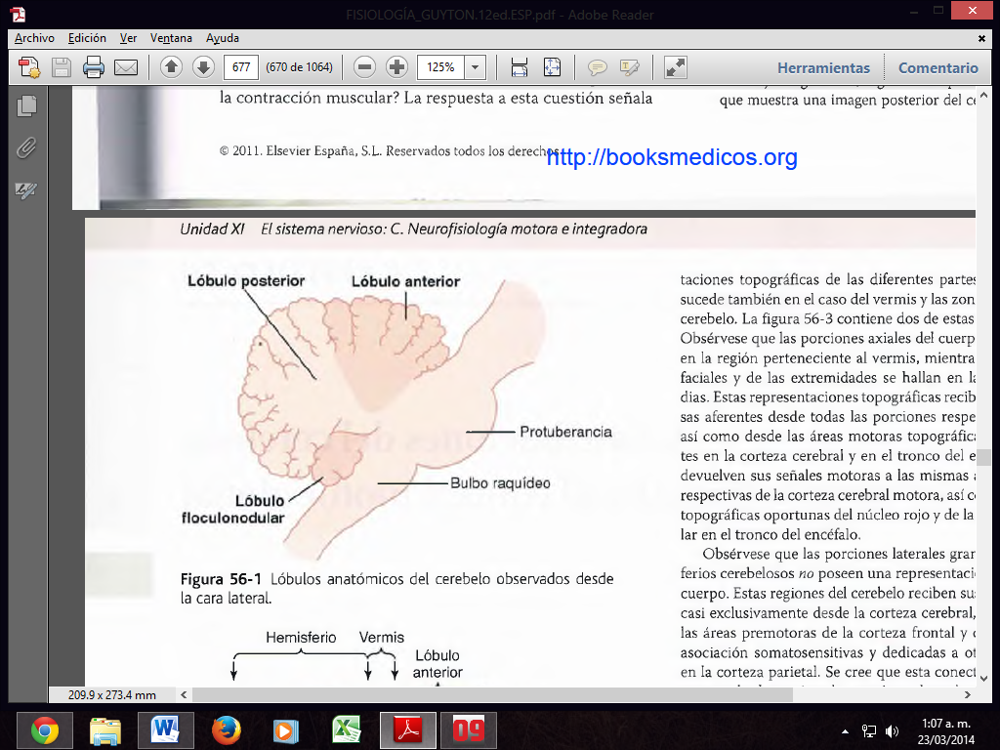 FISIOLOGÍA_GUYTON.12ed.ESP.pdf - Adobe Reader
Archivo Edición Ver Ventana Ayuda
677 (670 de 1064) 125% Herramientas Comentario
la contracción muscular? La respuesta a esta cuestión señala
que muestra una imagen posterior del ce
© 2011. Elsevier España, S.L. Reservados todos los derechos
http://booksmedicos.org
Unidad XI El sistema nervioso: C. Neurofisiología motora e integradora
Lóbulo posterior Lóbulo anterior
Protuberancia
Bulbo raquídeo
Lóbulo
floculonodular
Figura 56-1 Lóbulos anatómicos del cerebelo observados desde
la cara lateral.
Hemisferio Vermis
Lóbulo
anterior
taciones topográficas de las diferentes partes
sucede también en el caso del vermis y las zon
cerebelo. La figura 56-3 contiene dos de estas
Obsérvese que las porciones axiales del cuerp
en la región perteneciente al vermis, mientra
faciales y de las extremidades se hallan en la
dias. Estas representaciones topográficas recib
sas aferentes desde todas las porciones respe
así como desde las áreas motoras topográfica
tes en la corteza cerebral y en el tronco del e
devuelven sus señales motoras a las mismas a
respectivas de la corteza cerebral motora, así co
topográficas oportunas del núcleo rojo y de la
lar en el tronco del encéfalo.
Obsérvese que las porciones laterales gran
ferios cerebelosos no poseen una representaci
cuerpo. Estas regiones del cerebelo reciben su
casi exclusivamente desde la corteza cerebral,
las áreas premotoras de la corteza frontal y
asociación somatosensitivas y dedicadas a ot
en la corteza parietal. Se cree que esta conect
209.9 x 273.4 mm
09
1:07 a. m.
23/03/2014